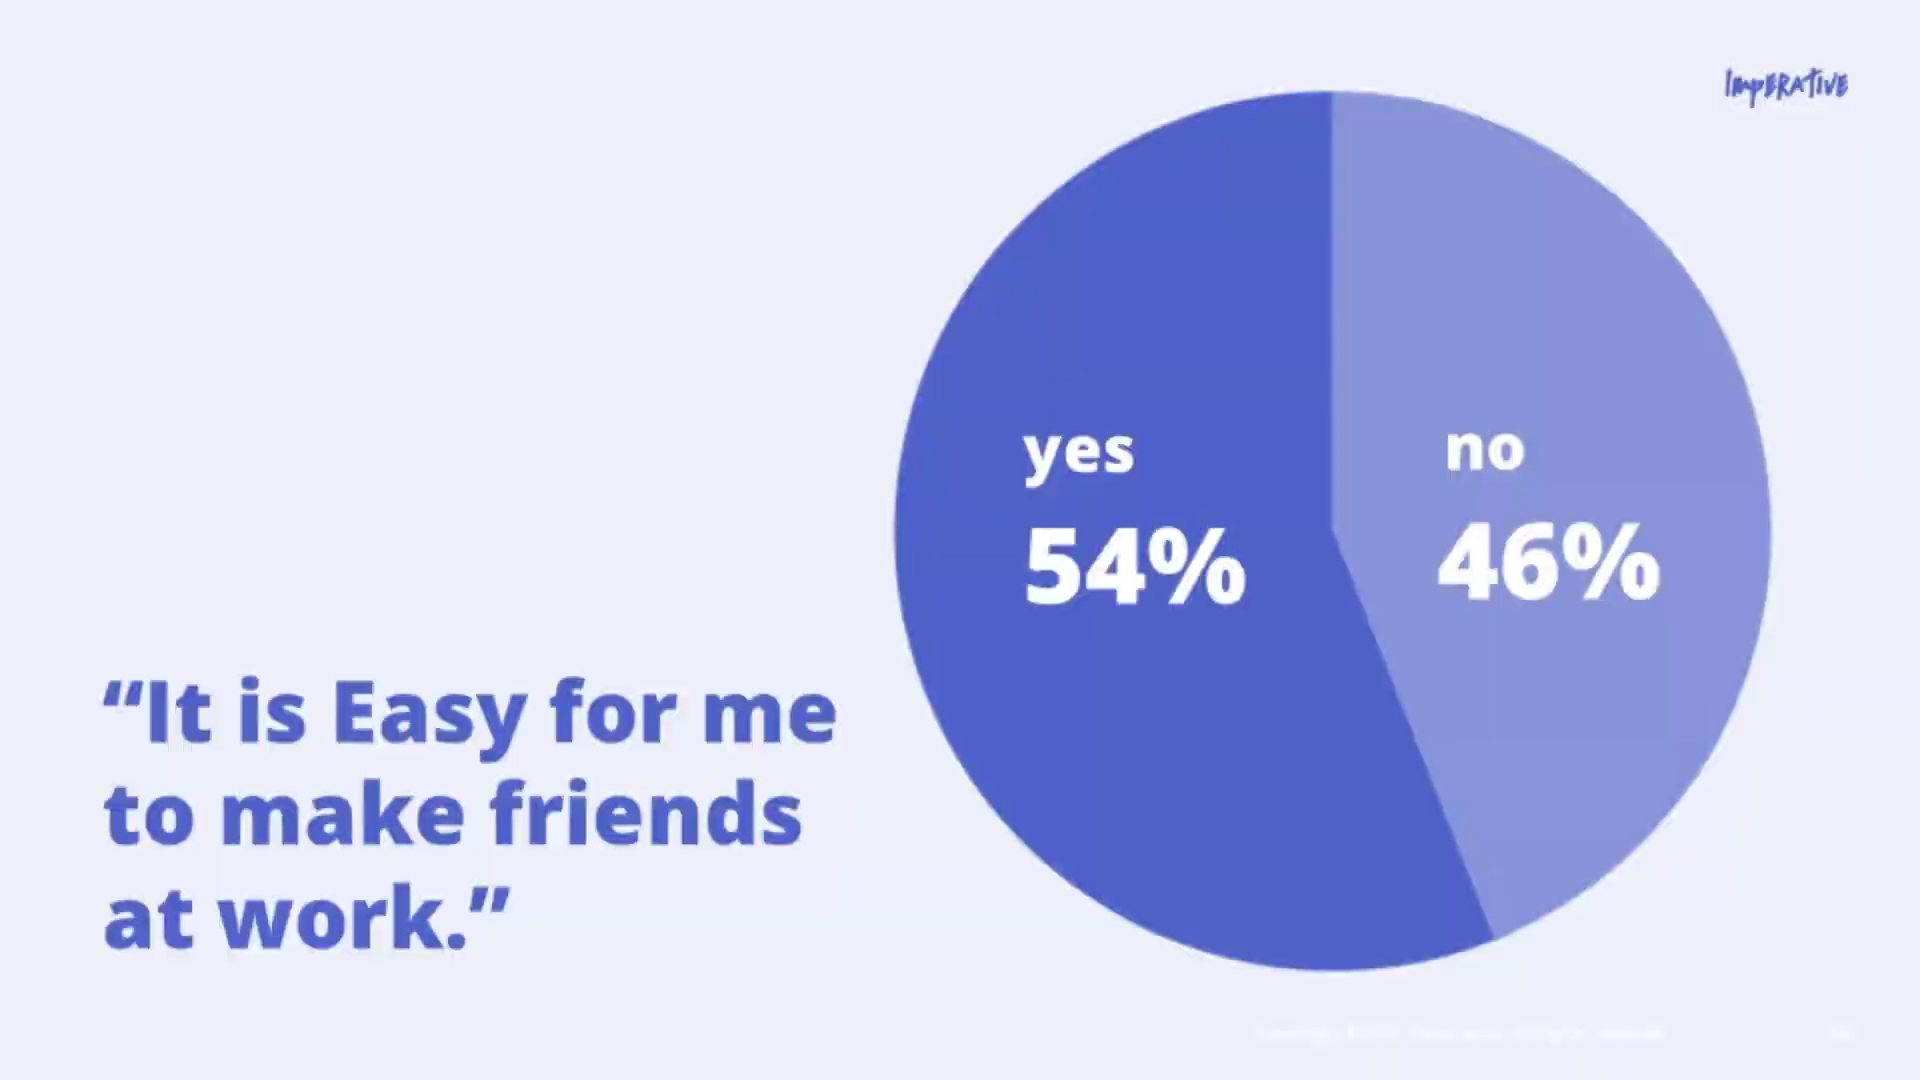 ImpERATIVE
yes
54%
no
46%
“It is Easy for me
to make friends
at work.”